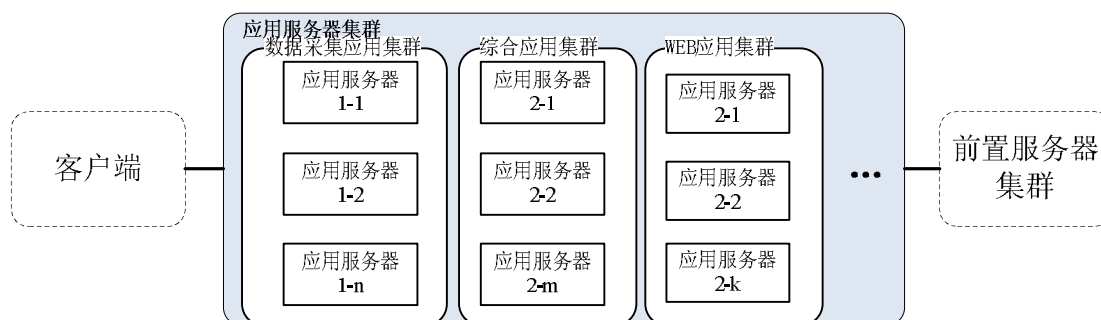 应用服务器集群
数据采集应用集群
综合应用集群
WEB应用集群
应用服务器
1-1
应用服务器
2-1
应用服务器
2-1
客户端
应用服务器
1-2
应用服务器
2-2
应用服务器
2-2
...
前置服务器
集群
应用服务器
1-n
应用服务器
2-m
应用服务器
2-k